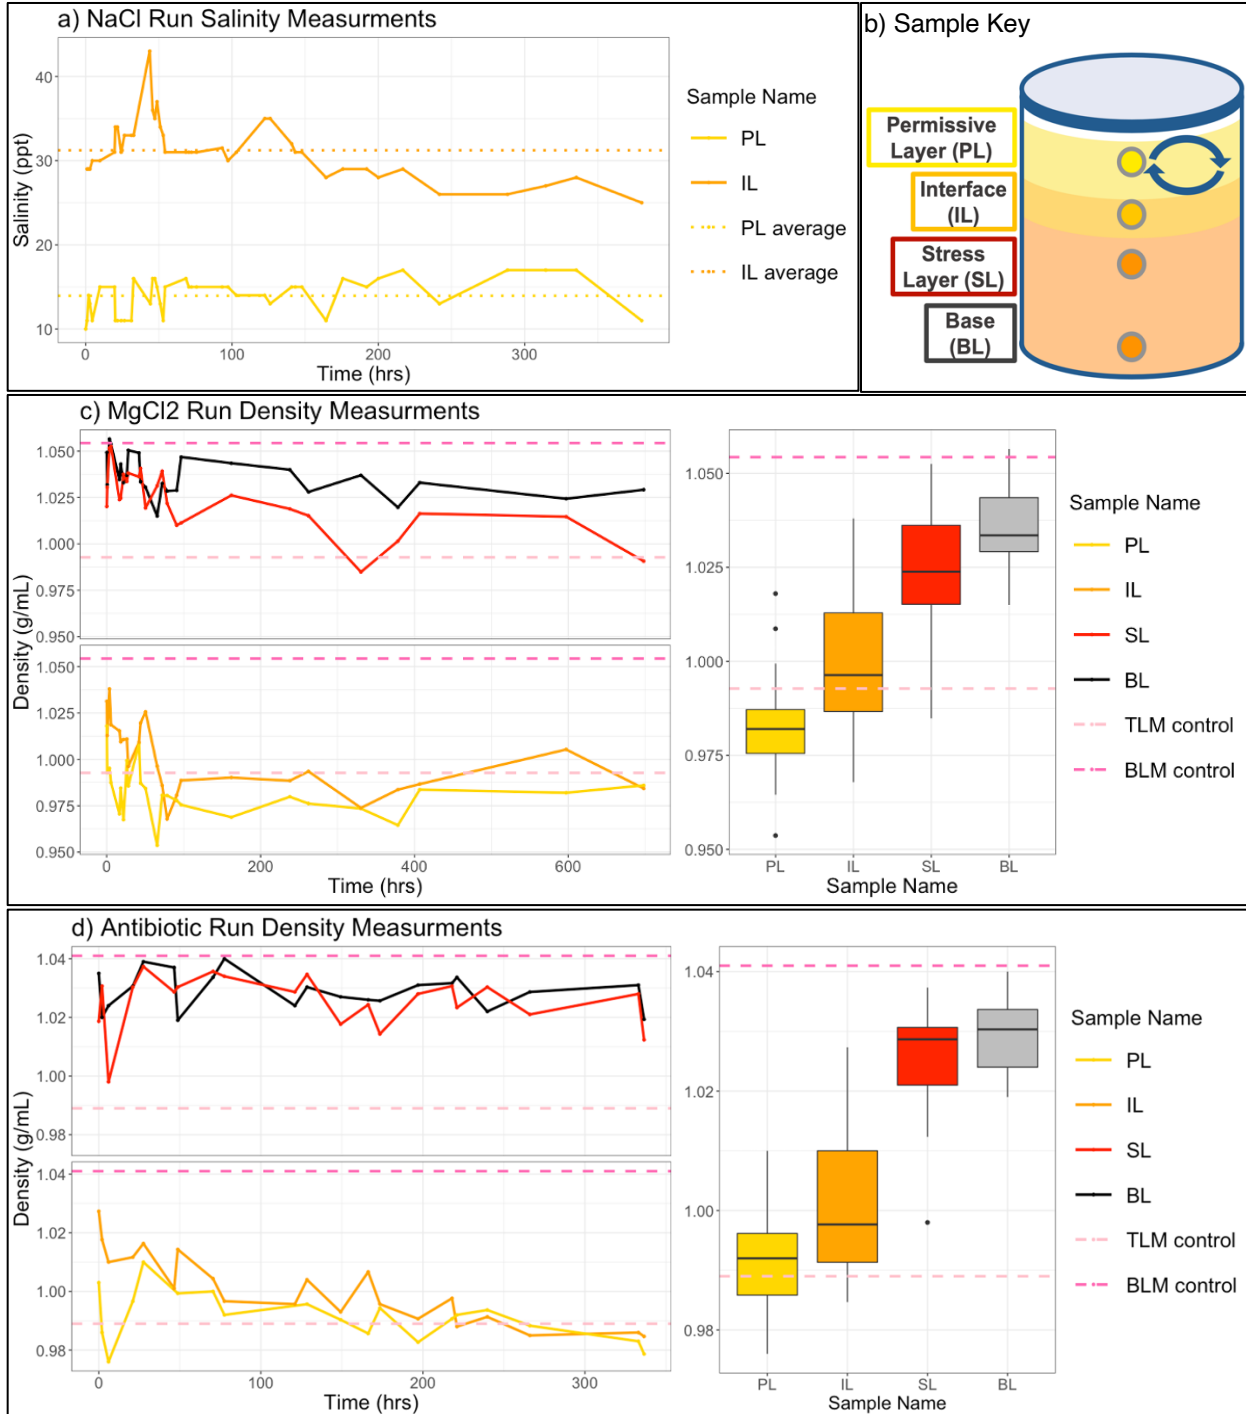 a) NaCl Run Salinity Measurments
40
30
20
10
Salinity (ppt)
0
100
200
300
Time (hrs)
Sample Name
PL
IL
PL average
IL average
b) Sample Key
Permissive
Layer (PL)
Interface
(IL)
Stress
Layer (SL)
Base
(BL)
c) MgCl2 Run Density Measurments
1.050
1.025
1.000
0.975
0.950
1.050
1.025
1.000
0.975
0.950
Density (g/mL)
0
200
400
600
Time (hrs)
1.050
1.025
1.000
0.975
0.950
PL
IL
SL
BL
Sample Name
Sample Name
PL
IL
SL
BL
TLM control
BLM control
d) Antibiotic Run Density Measurments
1.04
1.02
1.00
0.98
1.04
1.02
1.00
0.98
Density (g/mL)
0
100
200
300
Time (hrs)
1.04
1.02
1.00
0.98
PL
IL
SL
BL
Sample Name
Sample Name
PL
IL
SL
BL
TLM control
BLM control